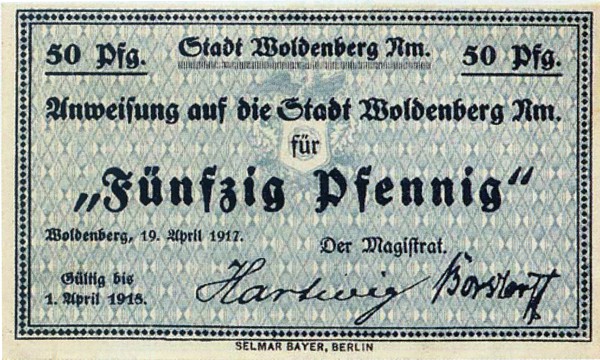 50 Pfg. Stadt Woldenberg Nm. 50 Pfg.
Anweisung auf die Stadt Woldenberg Nm.
für
„Fünfzig Pfennig“
Woldenberg, 19. April 1917.
Der Magistrat.
Gültig bis
1. April 1918.
Hartwig Borstorff
SELMAR BAYER, BERLIN